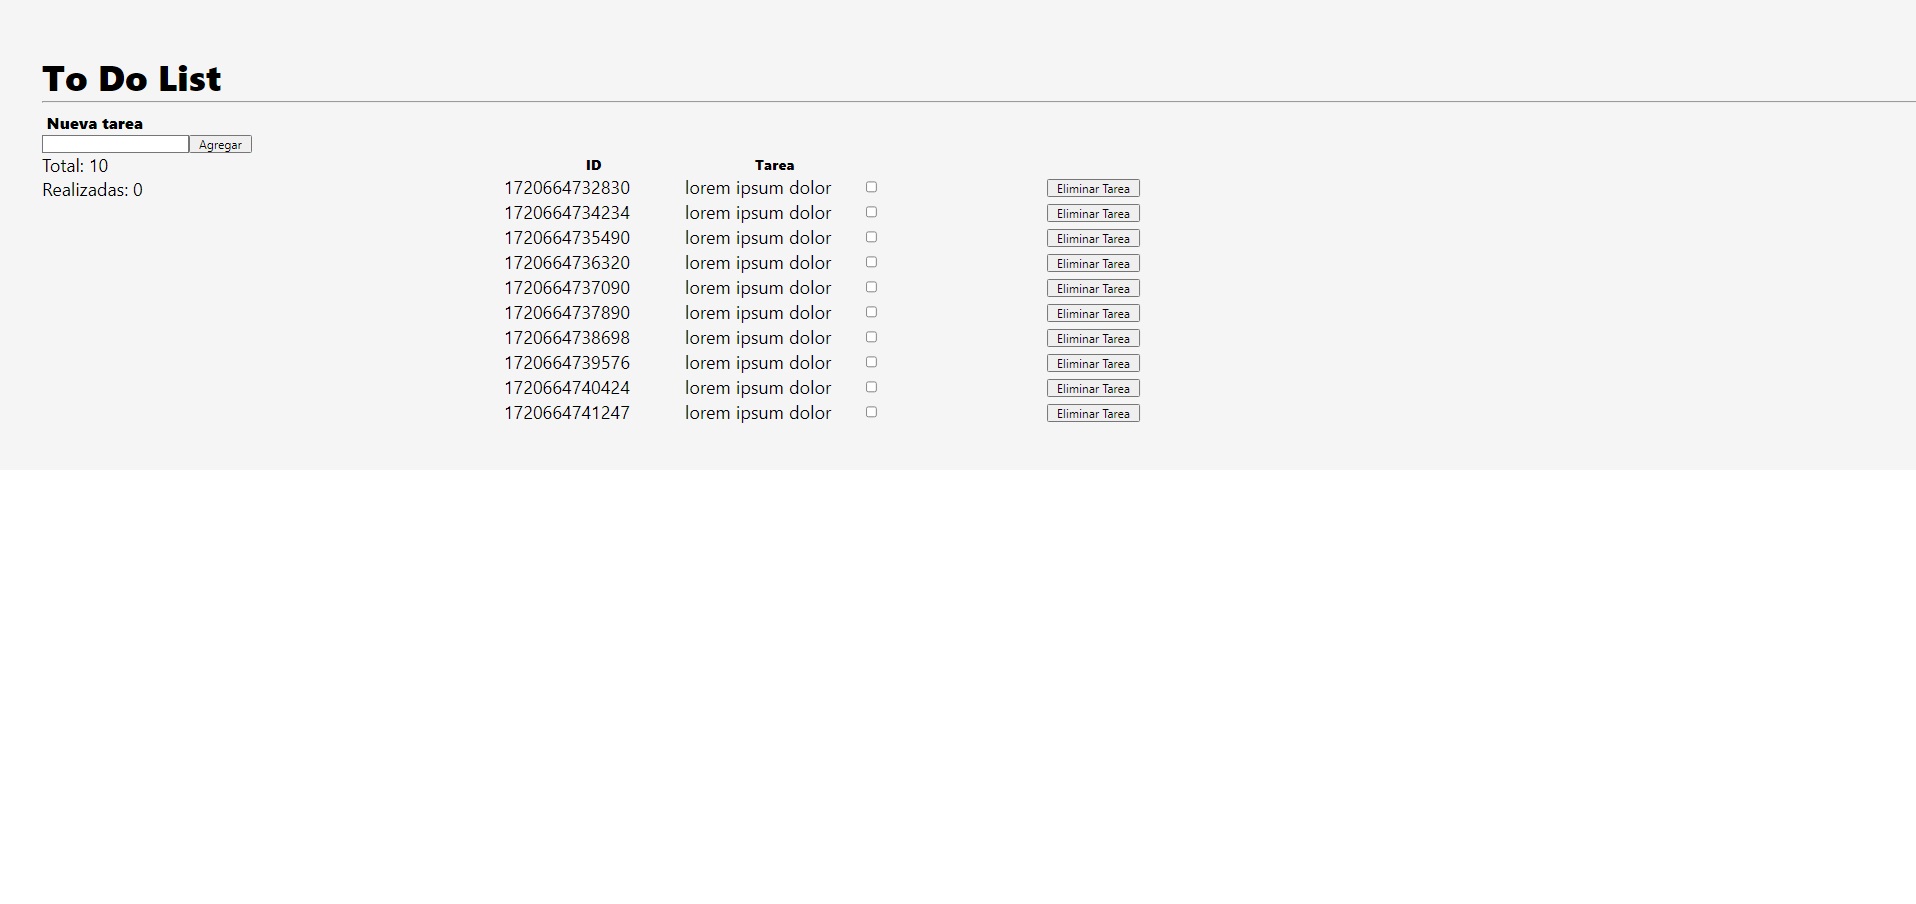 To Do List
Nueva tarea
Agregar
Total: 10
Realizadas: 0
ID Tarea
1720664732830 lorem ipsum dolor Eliminar Tarea
1720664734234 lorem ipsum dolor Eliminar Tarea
1720664735490 lorem ipsum dolor Eliminar Tarea
1720664736320 lorem ipsum dolor Eliminar Tarea
1720664737090 lorem ipsum dolor Eliminar Tarea
1720664737890 lorem ipsum dolor Eliminar Tarea
1720664738698 lorem ipsum dolor Eliminar Tarea
1720664739576 lorem ipsum dolor Eliminar Tarea
1720664740424 lorem ipsum dolor Eliminar Tarea
1720664741247 lorem ipsum dolor Eliminar Tarea